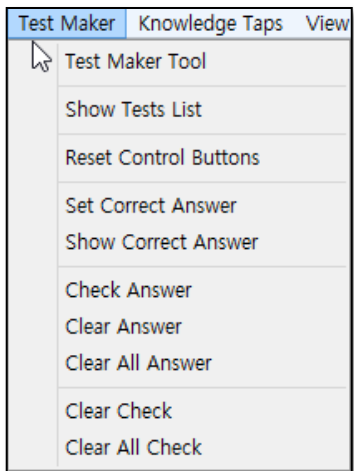 Test Maker Knowledge Taps View
Test Maker Tool
Show Tests List
Reset Control Buttons
Set Correct Answer
Show Correct Answer
Check Answer
Clear Answer
Clear All Answer
Clear Check
Clear All Check